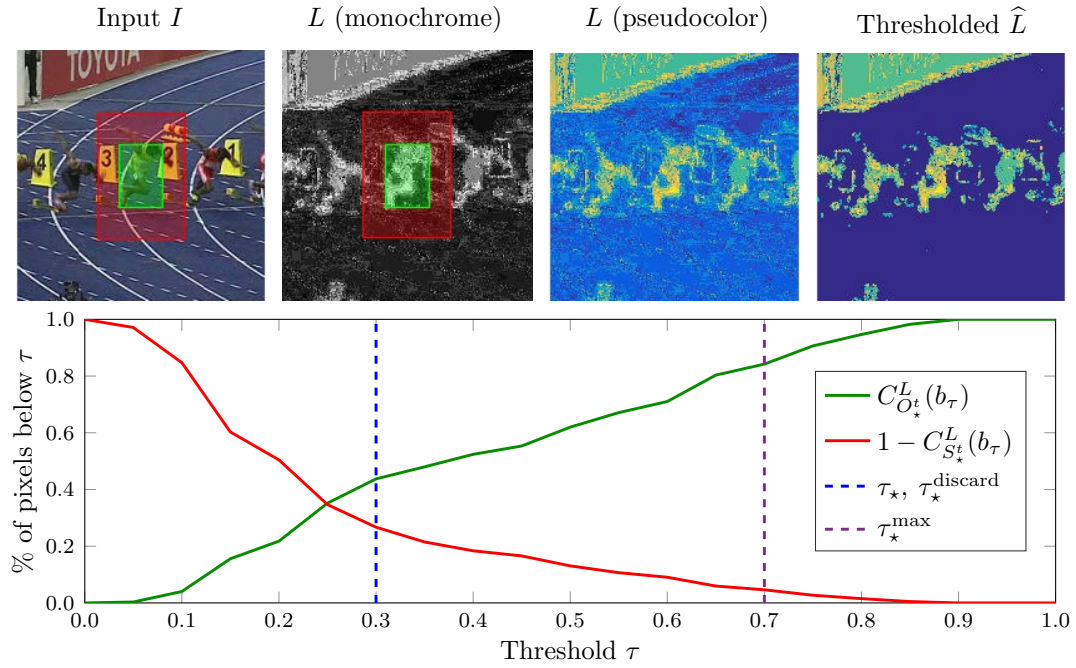 Input I
L (monochrome)
L (pseudocolor)
Thresholded L̂
TOYOTA
4
3
2
1
1.0
0.8
0.6
0.4
0.2
0.0
% of pixels below τ
0.0 0.1 0.2 0.3 0.4 0.5 0.6 0.7 0.8 0.9 1.0
Threshold τ
C^L_{O^t_⋆}(b_τ)
1 − C^L_{S^t_⋆}(b_τ)
τ_⋆, τ_⋆^discard
τ_⋆^max